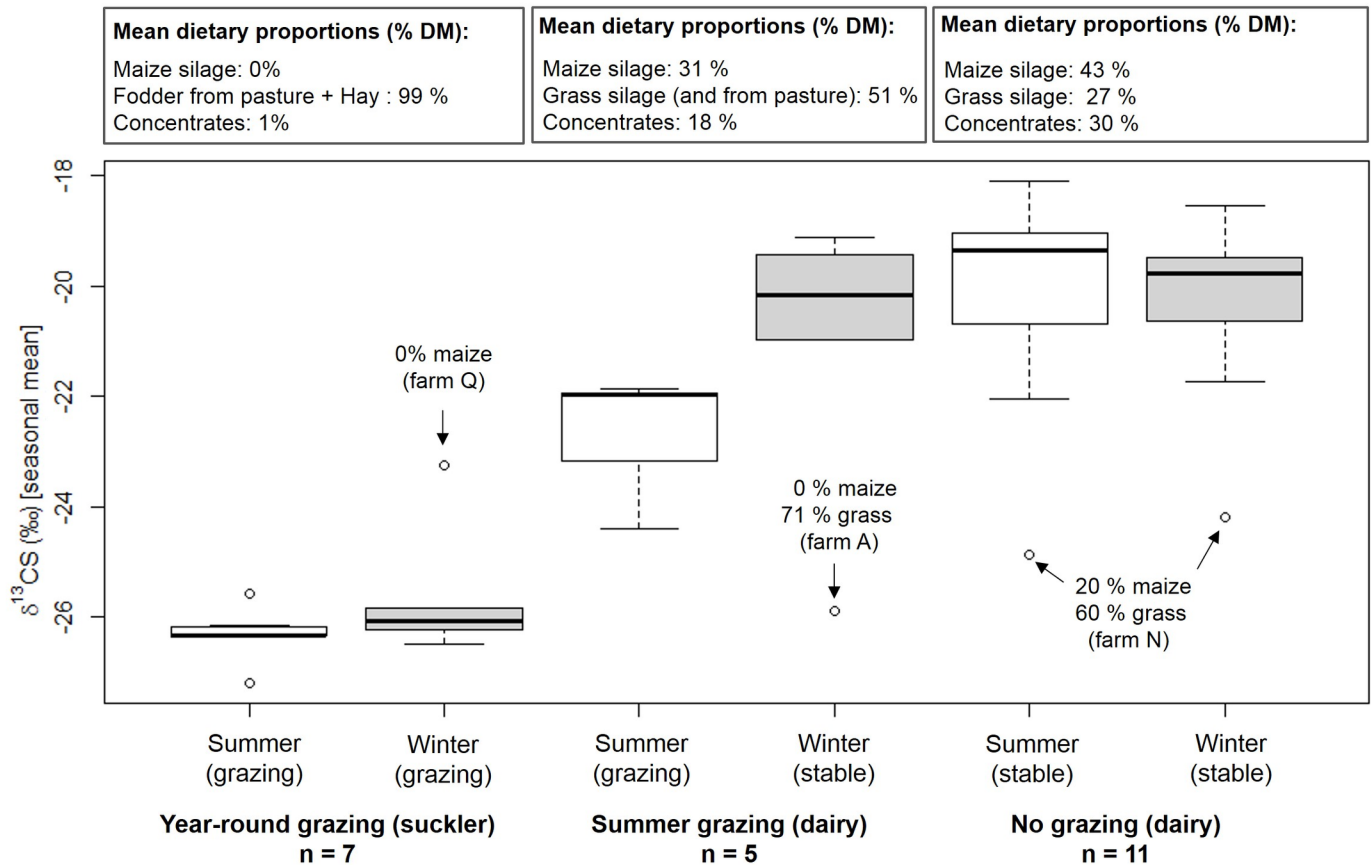 Mean dietary proportions (% DM):
Maize silage: 0%
Fodder from pasture + Hay : 99 %
Concentrates: 1%
Mean dietary proportions (% DM):
Maize silage: 31 %
Grass silage (and from pasture): 51 %
Concentrates: 18 %
Mean dietary proportions (% DM):
Maize silage: 43 %
Grass silage: 27 %
Concentrates: 30 %
δ¹³CS (‰) [seasonal mean]
-18
-20
-22
-24
-26
0% maize
(farm Q)
0 % maize
71 % grass
(farm A)
20 % maize
60 % grass
(farm N)
Summer
(grazing)
Winter
(grazing)
Summer
(grazing)
Winter
(stable)
Summer
(stable)
Winter
(stable)
Year-round grazing (suckler)
n = 7
Summer grazing (dairy)
n = 5
No grazing (dairy)
n = 11